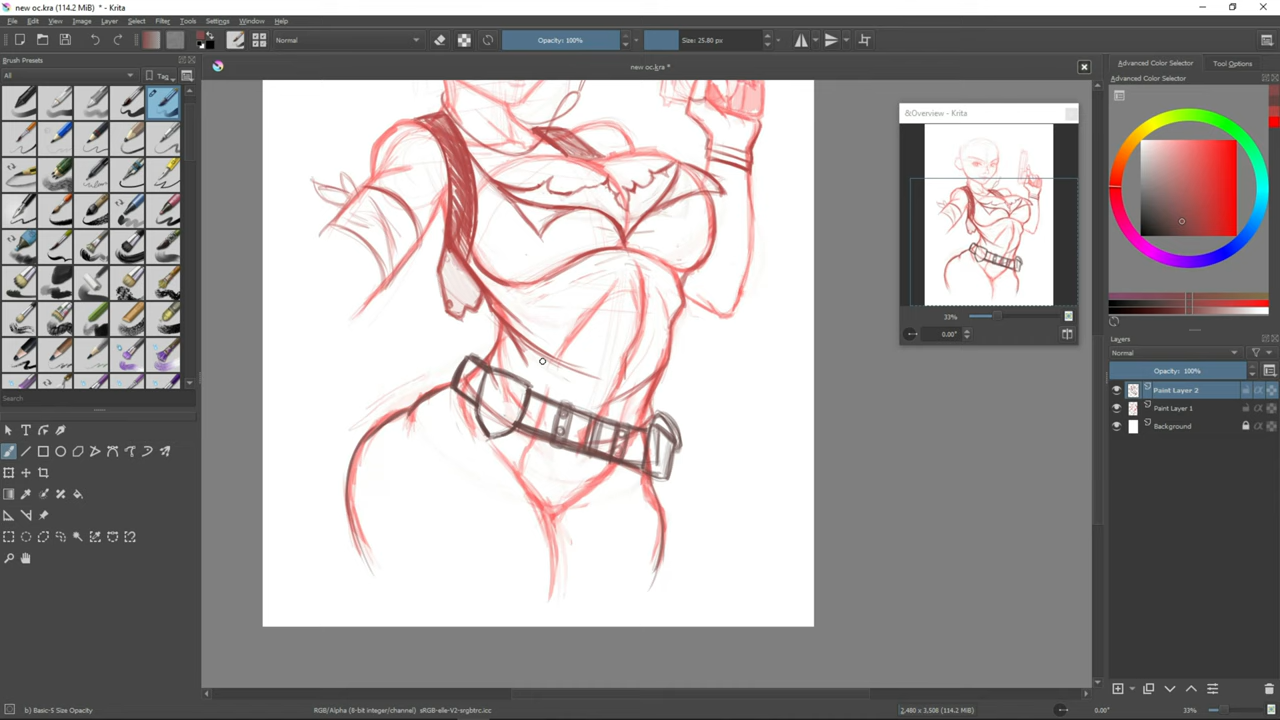 new oc.kra (114.2 MiB) * - Krita
File Edit View Image Layer Select Filter Tools Settings Window Help
Normal
Opacity: 100%
Size: 25.80 px
Brush Presets
All
Tag
new oc.kra *
&Overview - Krita
33%
0.00°
Advanced Color Selector
Tool Options
Advanced Color Selector
Layers
Normal
Opacity: 100%
Paint Layer 2
Paint Layer 1
Background
Search
b) Basic-5 Size Opacity
RGB/Alpha (8-bit integer/channel) sRGB-elle-V2-srgbtrc.icc
2,480 x 3,508 (114.2 MiB)
0.00°
33%